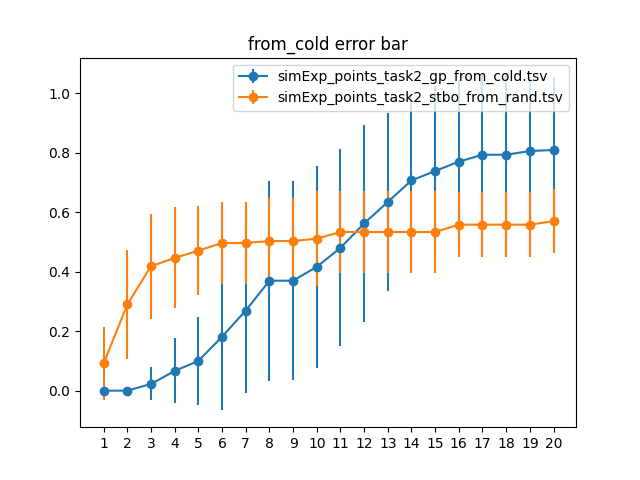 from_cold error bar
simExp_points_task2_gp_from_cold.tsv
simExp_points_task2_stbo_from_rand.tsv
1.0
0.8
0.6
0.4
0.2
0.0
1 2 3 4 5 6 7 8 9 10 11 12 13 14 15 16 17 18 19 20